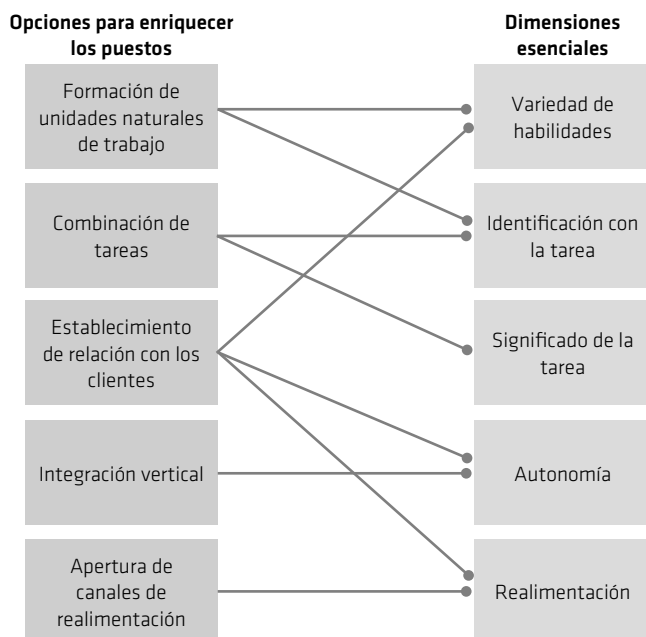 Opciones para enriquecer
los puestos
Dimensiones
esenciales
Formación de
unidades naturales
de trabajo
Variedad de
habilidades
Combinación de
tareas
Identificación con
la tarea
Establecimiento
de relación con los
clientes
Significado de la
tarea
Integración vertical
Autonomía
Apertura de
canales de
realimentación
Realimentación